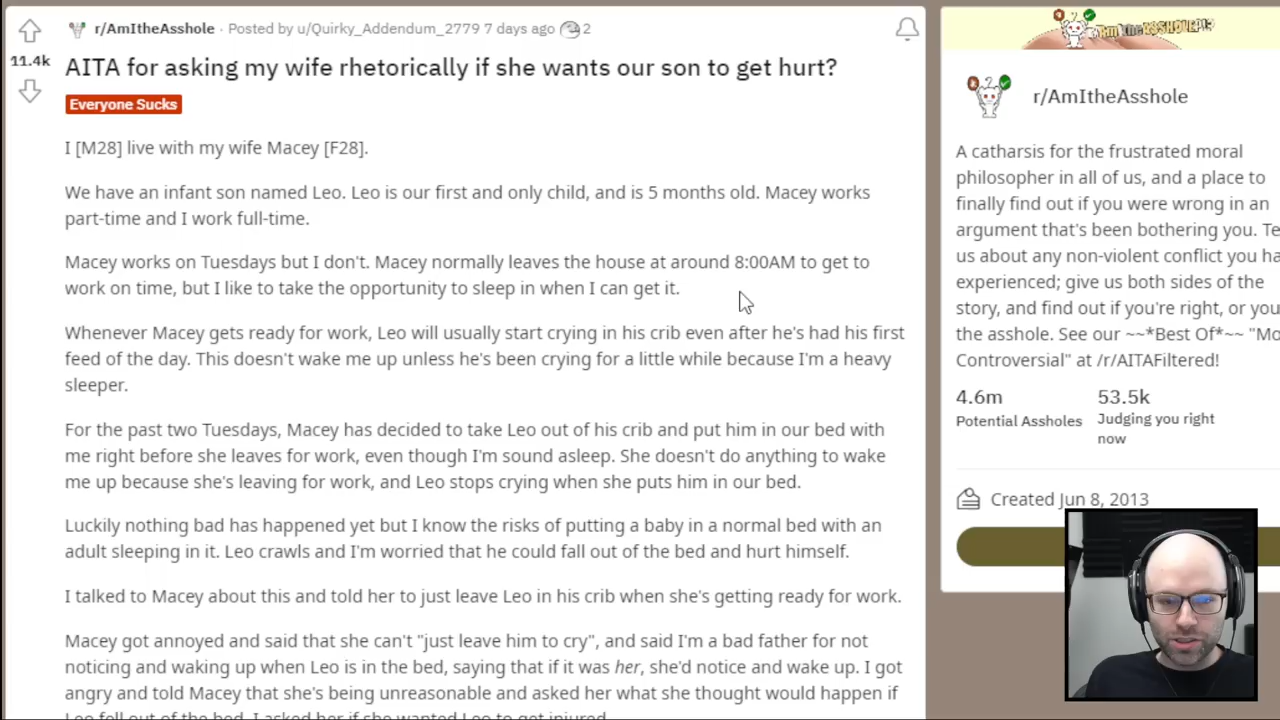 r/AmItheAsshole · Posted by u/Quirky_Addendum_2779 7 days ago 2
11.4k
AITA for asking my wife rhetorically if she wants our son to get hurt?
Everyone Sucks
I [M28] live with my wife Macey [F28].
We have an infant son named Leo. Leo is our first and only child, and is 5 months old. Macey works
part-time and I work full-time.
Macey works on Tuesdays but I don't. Macey normally leaves the house at around 8:00AM to get to
work on time, but I like to take the opportunity to sleep in when I can get it.
Whenever Macey gets ready for work, Leo will usually start crying in his crib even after he's had his first
feed of the day. This doesn't wake me up unless he's been crying for a little while because I'm a heavy
sleeper.
For the past two Tuesdays, Macey has decided to take Leo out of his crib and put him in our bed with
me right before she leaves for work, even though I'm sound asleep. She doesn't do anything to wake
me up because she's leaving for work, and Leo stops crying when she puts him in our bed.
Luckily nothing bad has happened yet but I know the risks of putting a baby in a normal bed with an
adult sleeping in it. Leo crawls and I'm worried that he could fall out of the bed and hurt himself.
I talked to Macey about this and told her to just leave Leo in his crib when she's getting ready for work.
Macey got annoyed and said that she can't "just leave him to cry", and said I'm a bad father for not
noticing and waking up when Leo is in the bed, saying that if it was her, she'd notice and wake up. I got
angry and told Macey that she's being unreasonable and asked her what she thought would happen if
Leo fell out of the bed. I asked her if she wanted Leo to get injured.
r/AmItheAsshole
A catharsis for the frustrated moral
philosopher in all of us, and a place to
finally find out if you were wrong in an
argument that's been bothering you. Te
us about any non-violent conflict you ha
experienced; give us both sides of the
story, and find out if you're right, or you
the asshole. See our ~~*Best Of*~~ "Mo
Controversial" at /r/AITAFiltered!
4.6m 53.5k
Potential Assholes Judging you right
now
Created Jun 8, 2013